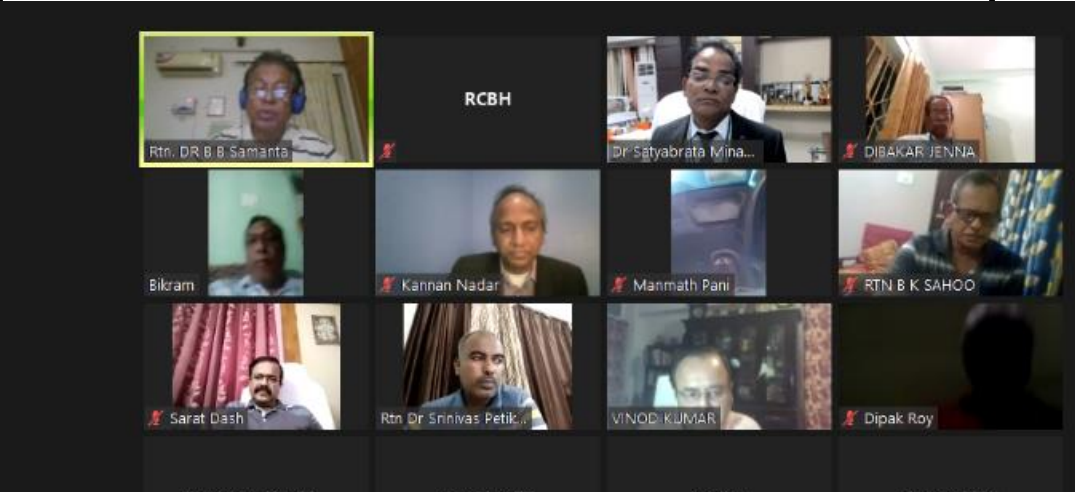 Rtn. DR B B Samanta
RCBH
Dr Satyabrata Mina...
DIBAKAR JENNA
Bikram
Kannan Nadar
Manmath Pani
RTN B K SAHOO
Sarat Dash
Rtn Dr Srinivas Petik...
VINOD KUMAR
Dipak Roy